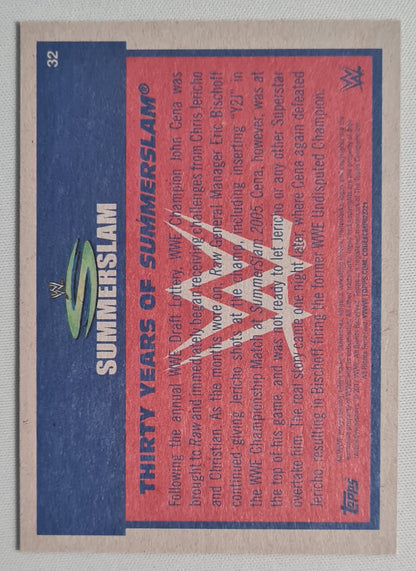 32
W
SUMMERSLAM
THIRTY YEARS OF SUMMERSLAM®
Following the annual WWE Draft Lottery, WWE Champion John Cena was
brought to Raw and immediately began receiving challenges from Chris Jericho
and Christian. As the months wore on, Raw General Manager Eric Bischoff
continued giving Jericho shots at the champ, including inserting "Y2J" in
the WWE Championship Match at SummerSlam 2005. Cena, however, was at
the top of his game, and was not ready to let Jericho or any other Superstar
overtake him. The real story came one night later, where Cena again defeated
Jericho resulting in Bischoff firing the former WWE Undisputed Champion.
Topps
W